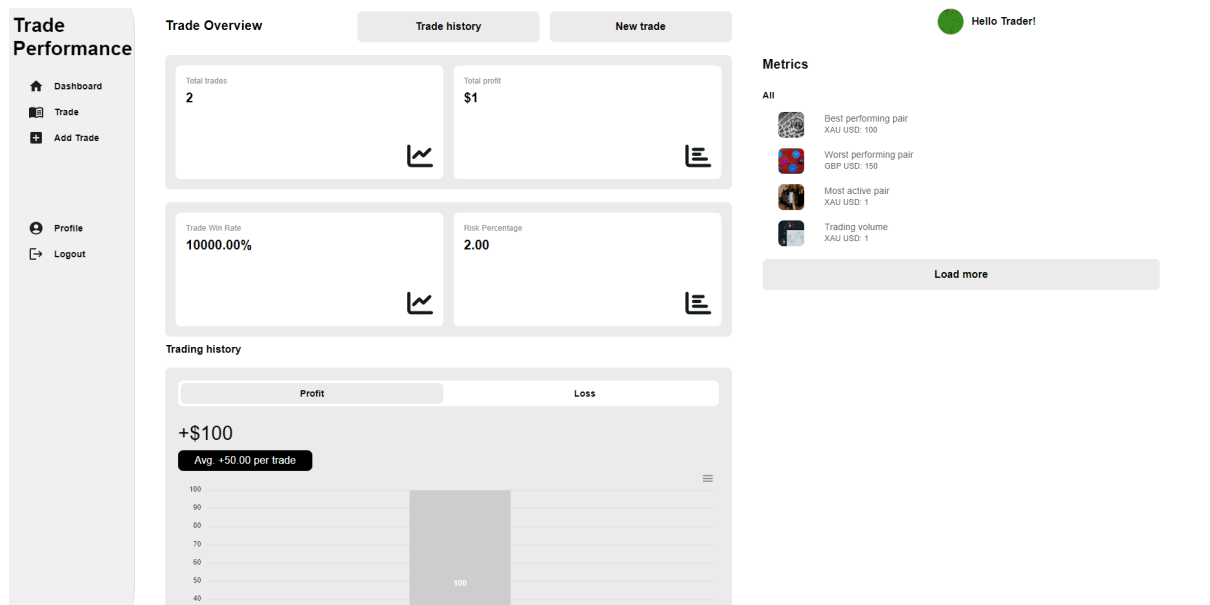 Trade
Performance
Dashboard
Trade
Add Trade
Profile
Logout
Trade Overview
Trade history
New trade
Total trades
2
Total profit
$1
Trade Win Rate
10000.00%
Risk Percentage
2.00
Trading history
Profit
Loss
+$100
Avg. +50.00 per trade
100
90
80
70
60
50
40
100
Hello Trader!
Metrics
All
Best performing pair
XAU USD: 100
Worst performing pair
GBP USD: 150
Most active pair
XAU USD: 1
Trading volume
XAU USD: 1
Load more